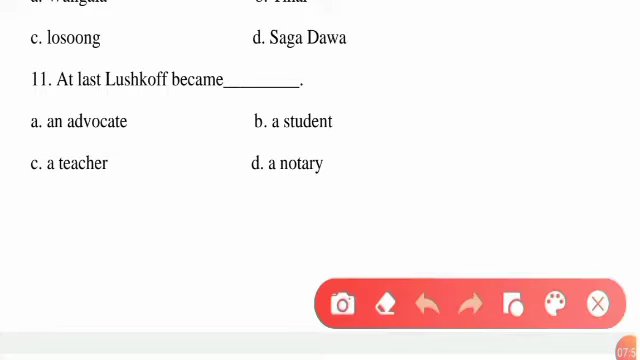 c. losoong d. Saga Dawa
11. At last Lushkoff became_________.
a. an advocate b. a student
c. a teacher d. a notary